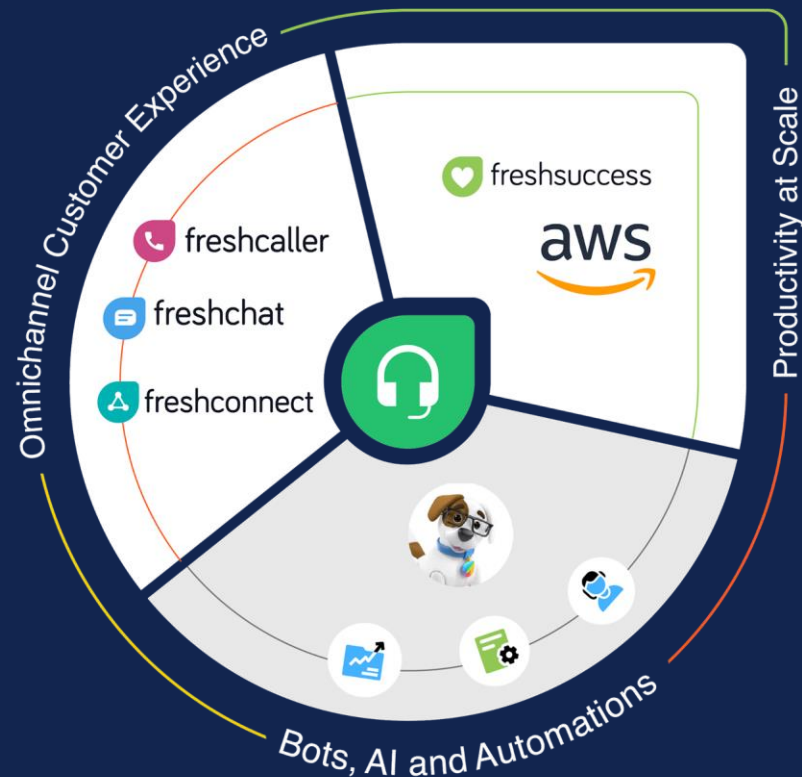 Omnichannel Customer Experience
freshcaller
freshchat
freshconnect
freshsuccess
aws
Productivity at Scale
Bots, AI and Automations